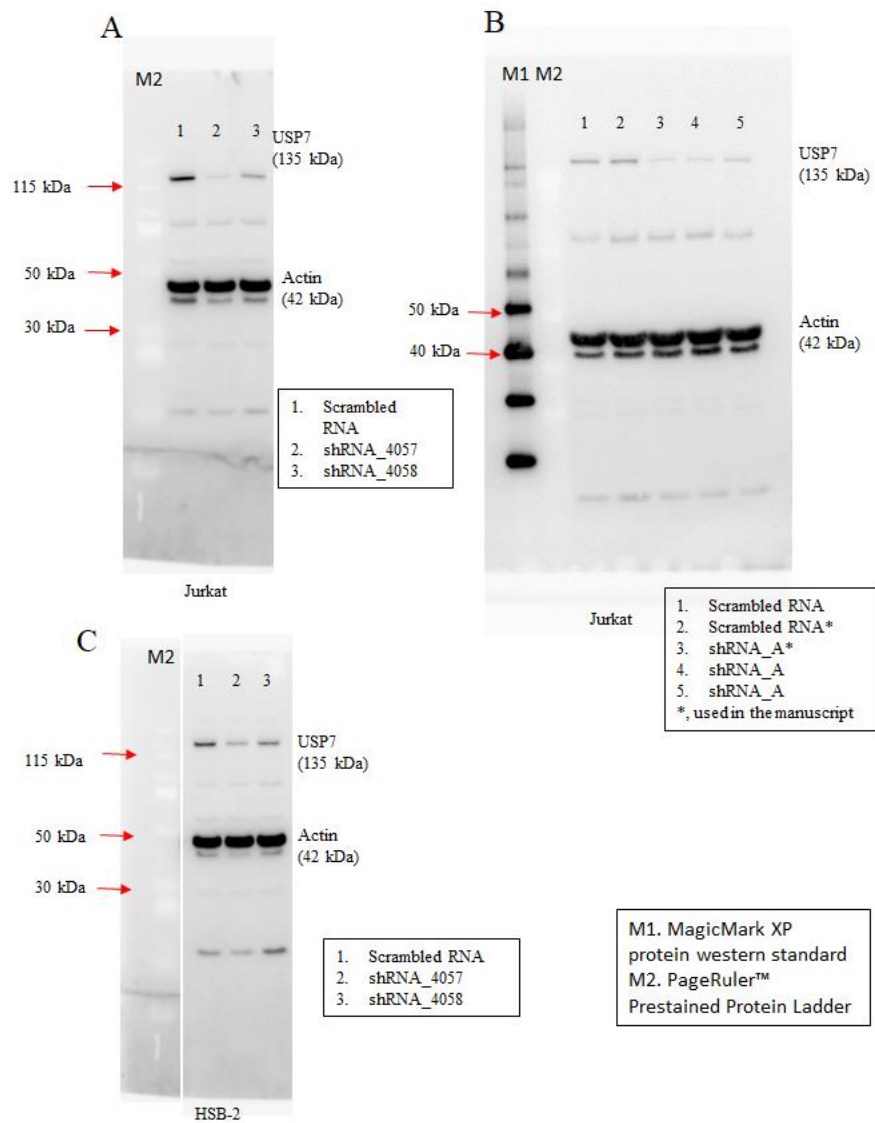 A
M2
1 2 3
USP7
(135 kDa)
115 kDa
50 kDa
Actin
(42 kDa)
30 kDa
1. Scrambled
RNA
2. shRNA_4057
3. shRNA_4058
Jurkat
B
M1 M2
1 2 3 4 5
USP7
(135 kDa)
50 kDa
Actin
(42 kDa)
40 kDa
Jurkat
1. Scrambled RNA
2. Scrambled RNA*
3. shRNA_A*
4. shRNA_A
5. shRNA_A
*, used in the manuscript
C
M2
1 2 3
USP7
(135 kDa)
115 kDa
50 kDa
Actin
(42 kDa)
30 kDa
1. Scrambled RNA
2. shRNA_4057
3. shRNA_4058
HSB-2
M1. MagicMark XP
protein western standard
M2. PageRuler™
Prestained Protein Ladder